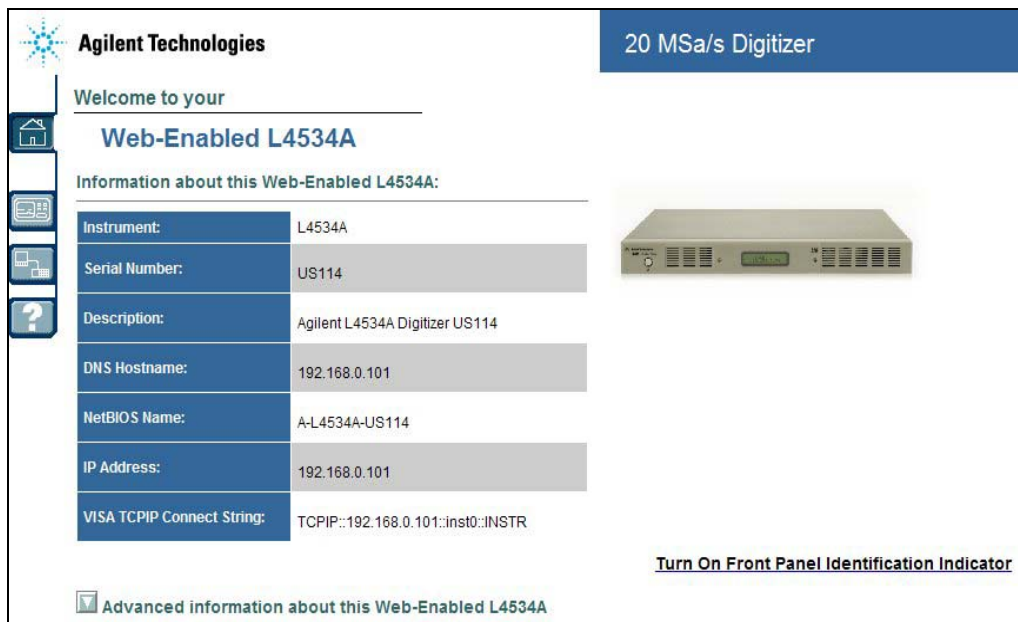 Agilent Technologies
20 MSa/s Digitizer
Welcome to your
Web-Enabled L4534A
Information about this Web-Enabled L4534A:
Instrument: L4534A
Serial Number: US114
Description: Agilent L4534A Digitizer US114
DNS Hostname: 192.168.0.101
NetBIOS Name: A-L4534A-US114
IP Address: 192.168.0.101
VISA TCPIP Connect String: TCPIP::192.168.0.101::inst0::INSTR
Turn On Front Panel Identification Indicator
Advanced information about this Web-Enabled L4534A